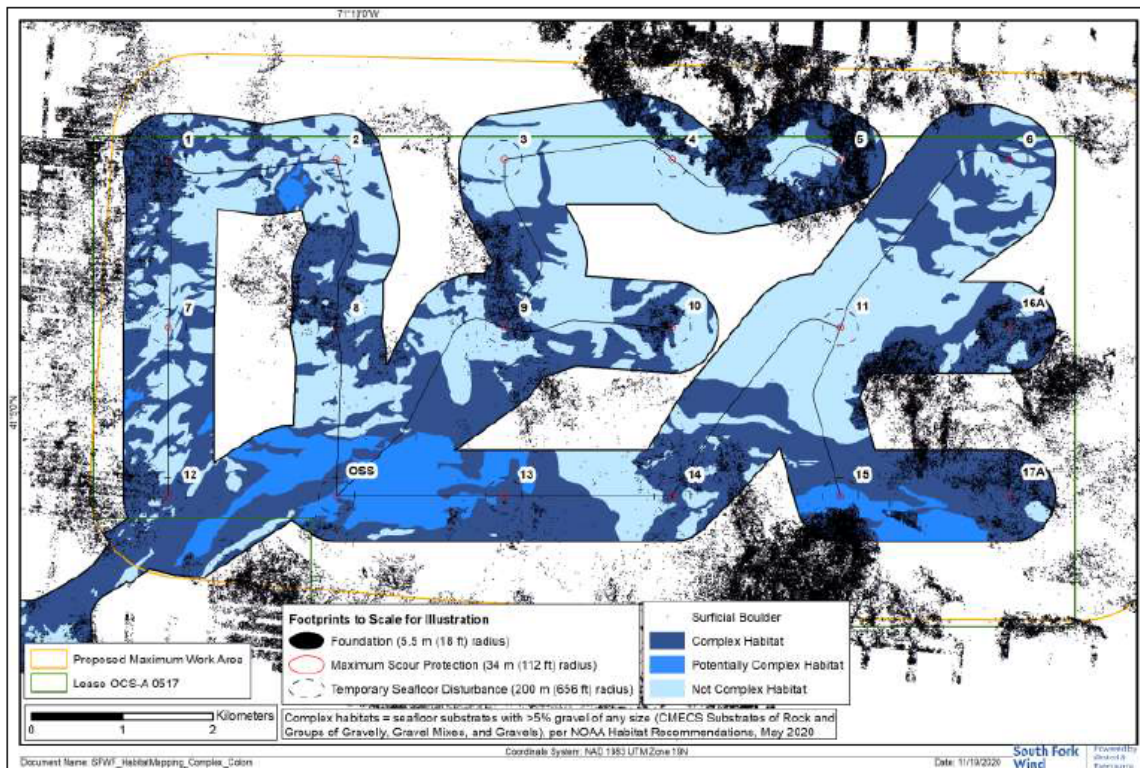 71°10'0"W
1
2
3
4
5
6
7
8
9
10
11
16A
12
OSS
13
14
15
17A
Proposed Maximum Work Area
Lease OCS-A 0517
0 1 2 Kilometers
Footprints to Scale for Illustration
Foundation (5.5 m (18 ft) radius)
Maximum Scour Protection (34 m (112 ft) radius)
Temporary Seafloor Disturbance (200 m (656 ft) radius)
Surficial Boulder
Complex Habitat
Potentially Complex Habitat
Not Complex Habitat
Complex habitats = seafloor substrates with >5% gravel of any size (CMECS Substrates of Rock and
Groups of Gravelly, Gravel Mixes, and Gravels), per NOAA Habitat Recommendations, May 2020
Coordinate System: NAD 1983 UTM Zone 19N
Document Name: SFWF_HabitatMapping_Complex_Colors
Date: 11/19/2020
South Fork
Wind
Powered by